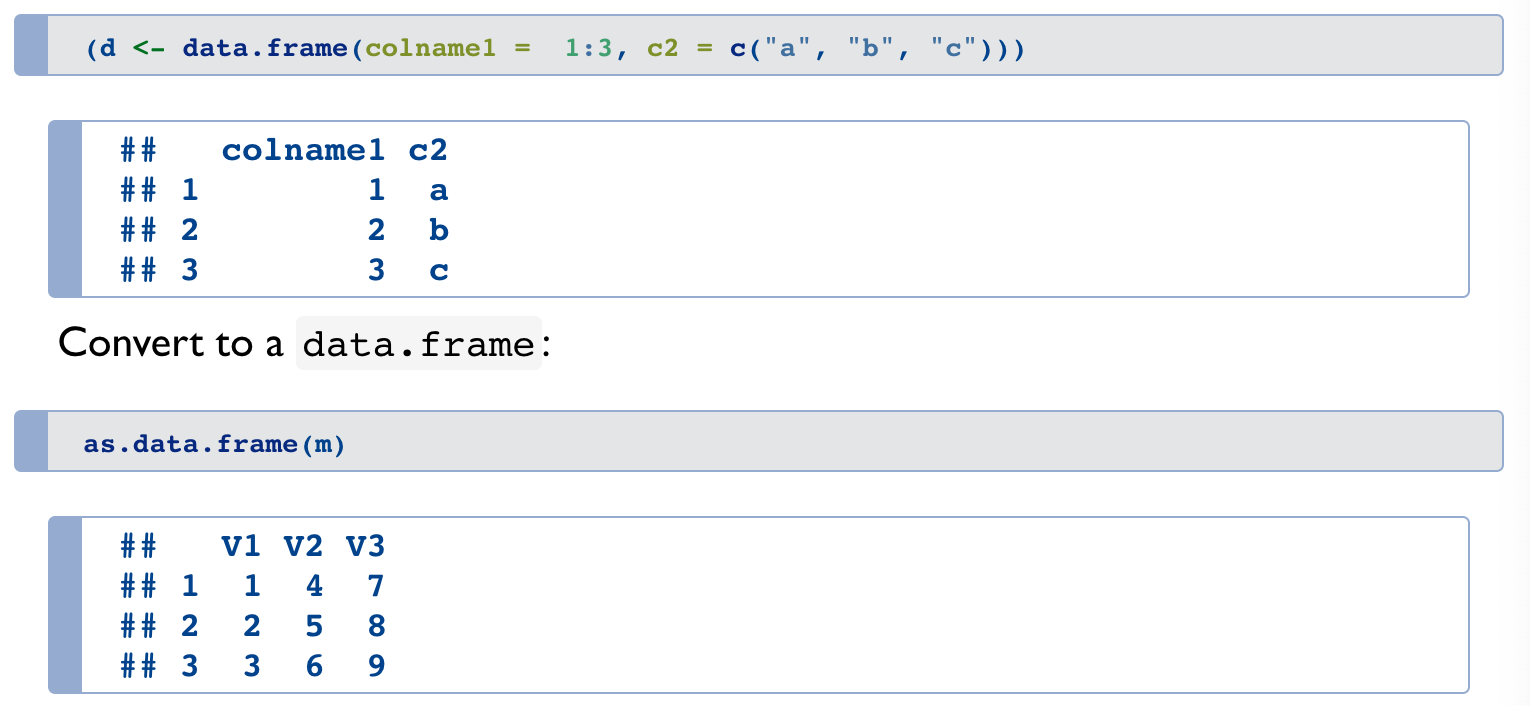 (d <- data.frame(colname1 =  1:3, c2 = c("a", "b", "c")))
##   colname1 c2
## 1        1  a
## 2        2  b
## 3        3  c
Convert to a data.frame:
as.data.frame(m)
##   V1 V2 V3
## 1  1  4  7
## 2  2  5  8
## 3  3  6  9